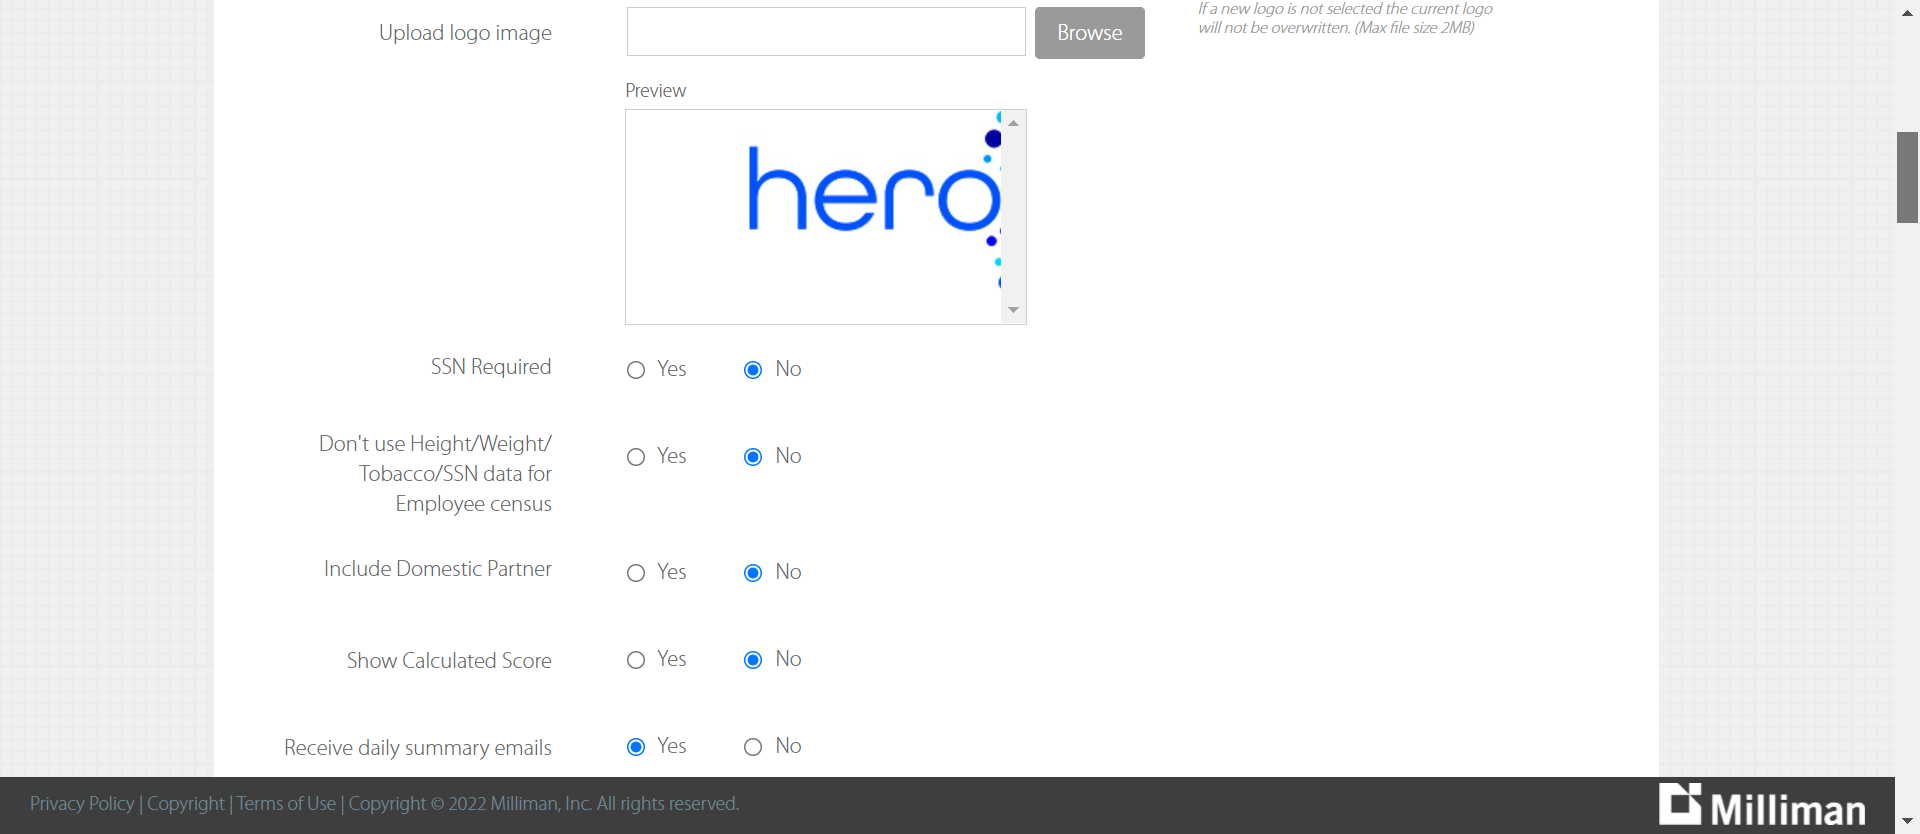 If a new logo is not selected the current logo
will not be overwritten. (Max file size 2MB)
Upload logo image
Browse
Preview
hero
SSN Required
Yes No
Don't use Height/Weight/
Tobacco/SSN data for
Employee census
Yes No
Include Domestic Partner
Yes No
Show Calculated Score
Yes No
Receive daily summary emails
Yes No
Privacy Policy | Copyright | Terms of Use | Copyright © 2022 Milliman, Inc. All rights reserved.
Milliman